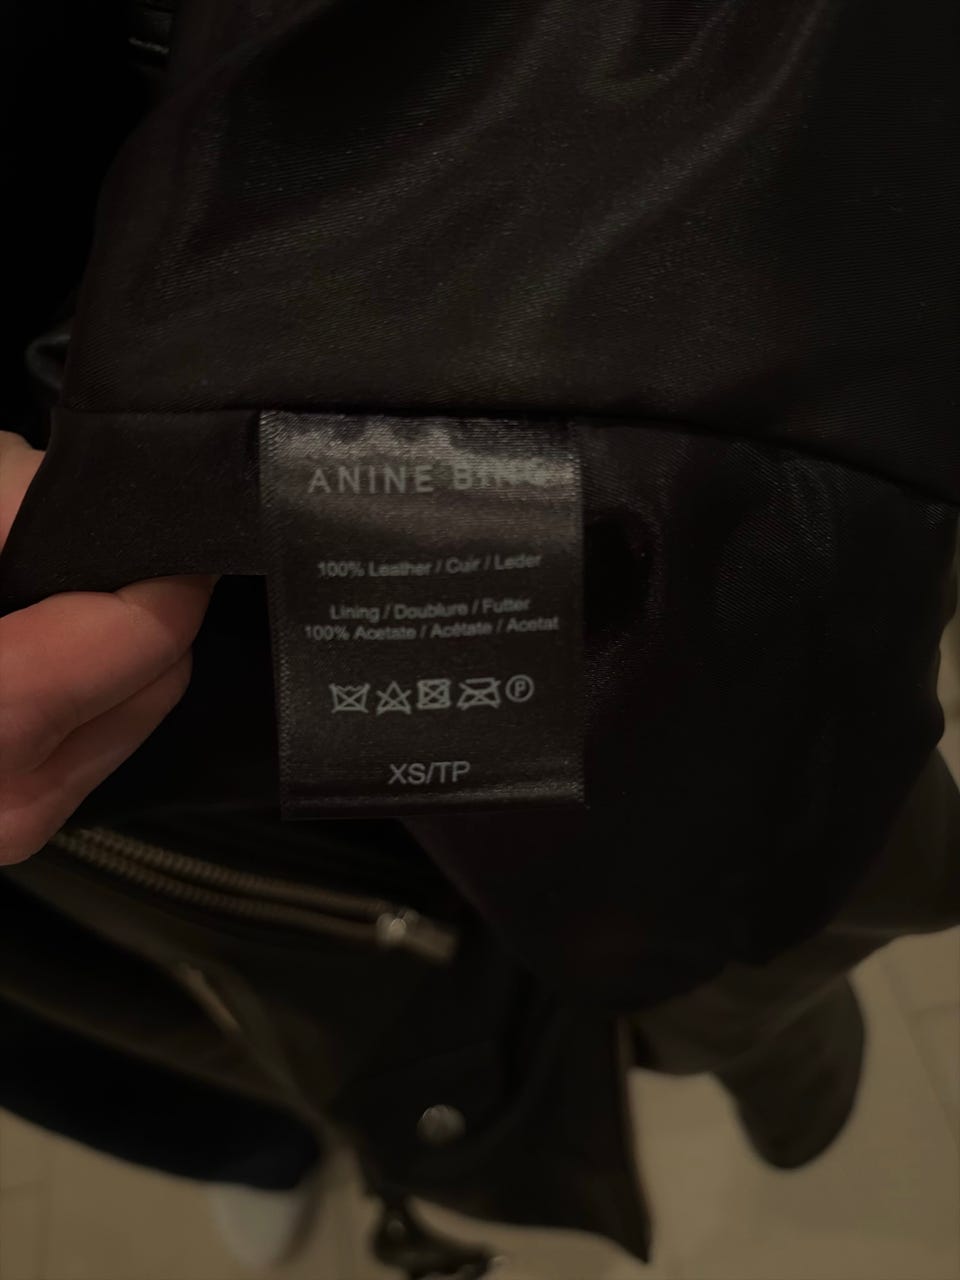 ANINE BING
100% Leather / Cuir / Leder
Lining / Doublure / Futter
100% Acetate / Acétate / Acetat
P
XS/TP